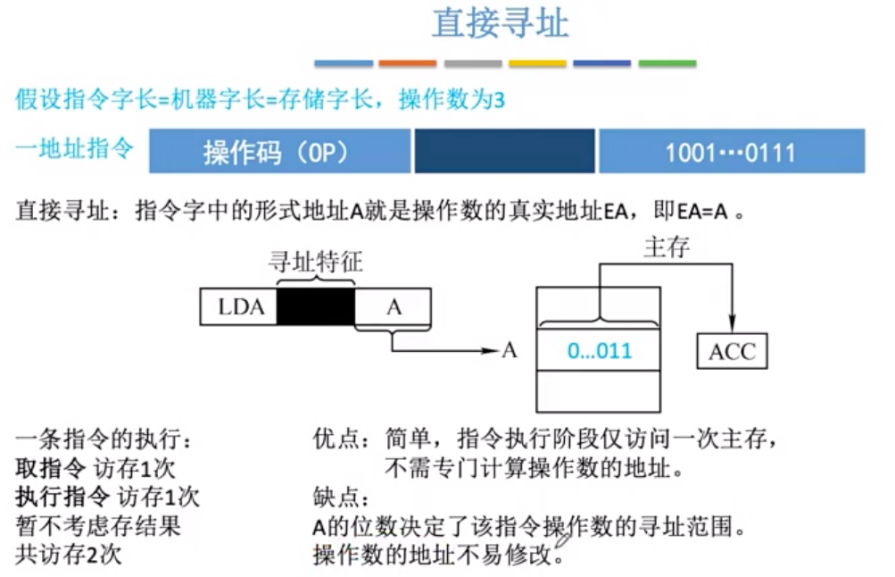 直接寻址
假设指令字长=机器字长=存储字长，操作数为3
一地址指令 操作码（OP） 1001…0111
直接寻址：指令字中的形式地址A就是操作数的真实地址EA，即EA=A 。
主存
寻址特征
LDA A
A 0...011 ACC
一条指令的执行：
取指令 访存1次
执行指令 访存1次
暂不考虑存结果
共访存2次
优点：简单，指令执行阶段仅访问一次主存，
不需专门计算操作数的地址。
缺点：
A的位数决定了该指令操作数的寻址范围。
操作数的地址不易修改。